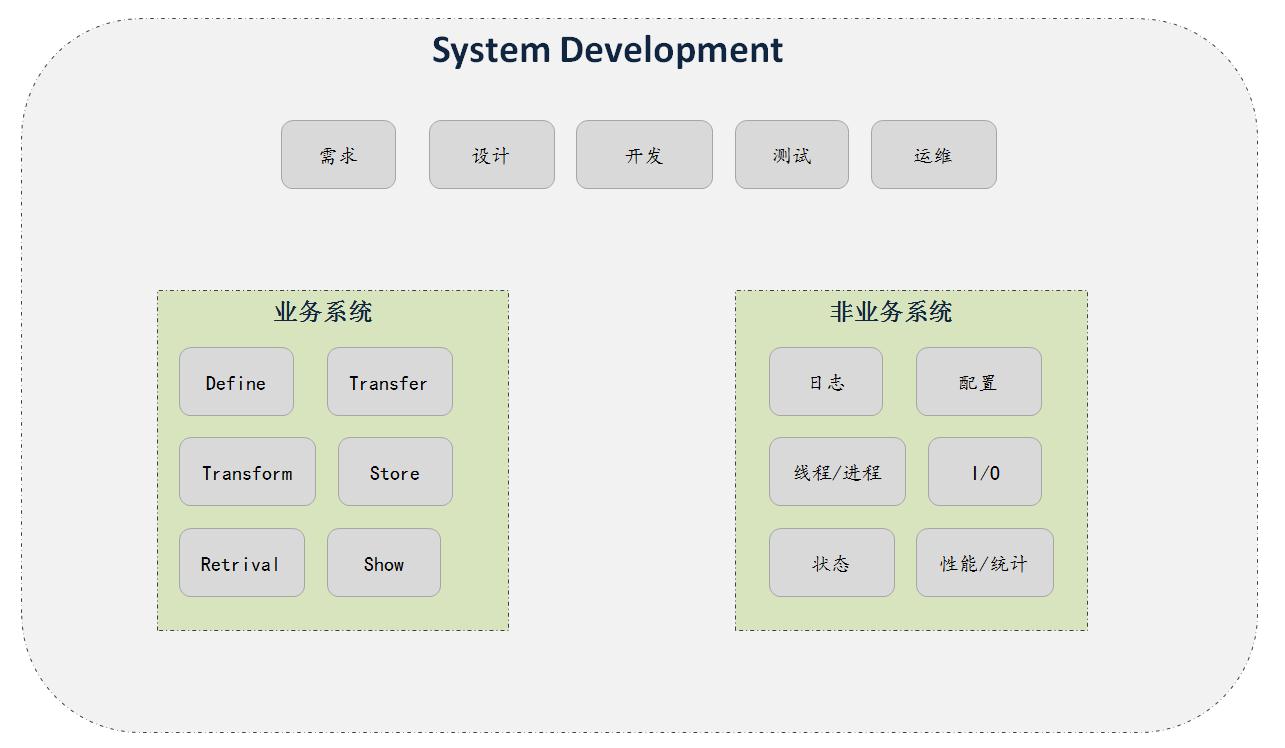 System Development
需求 设计 开发 测试 运维
业务系统
Define Transfer
Transform Store
Retrival Show
非业务系统
日志 配置
线程/进程 I/O
状态 性能/统计